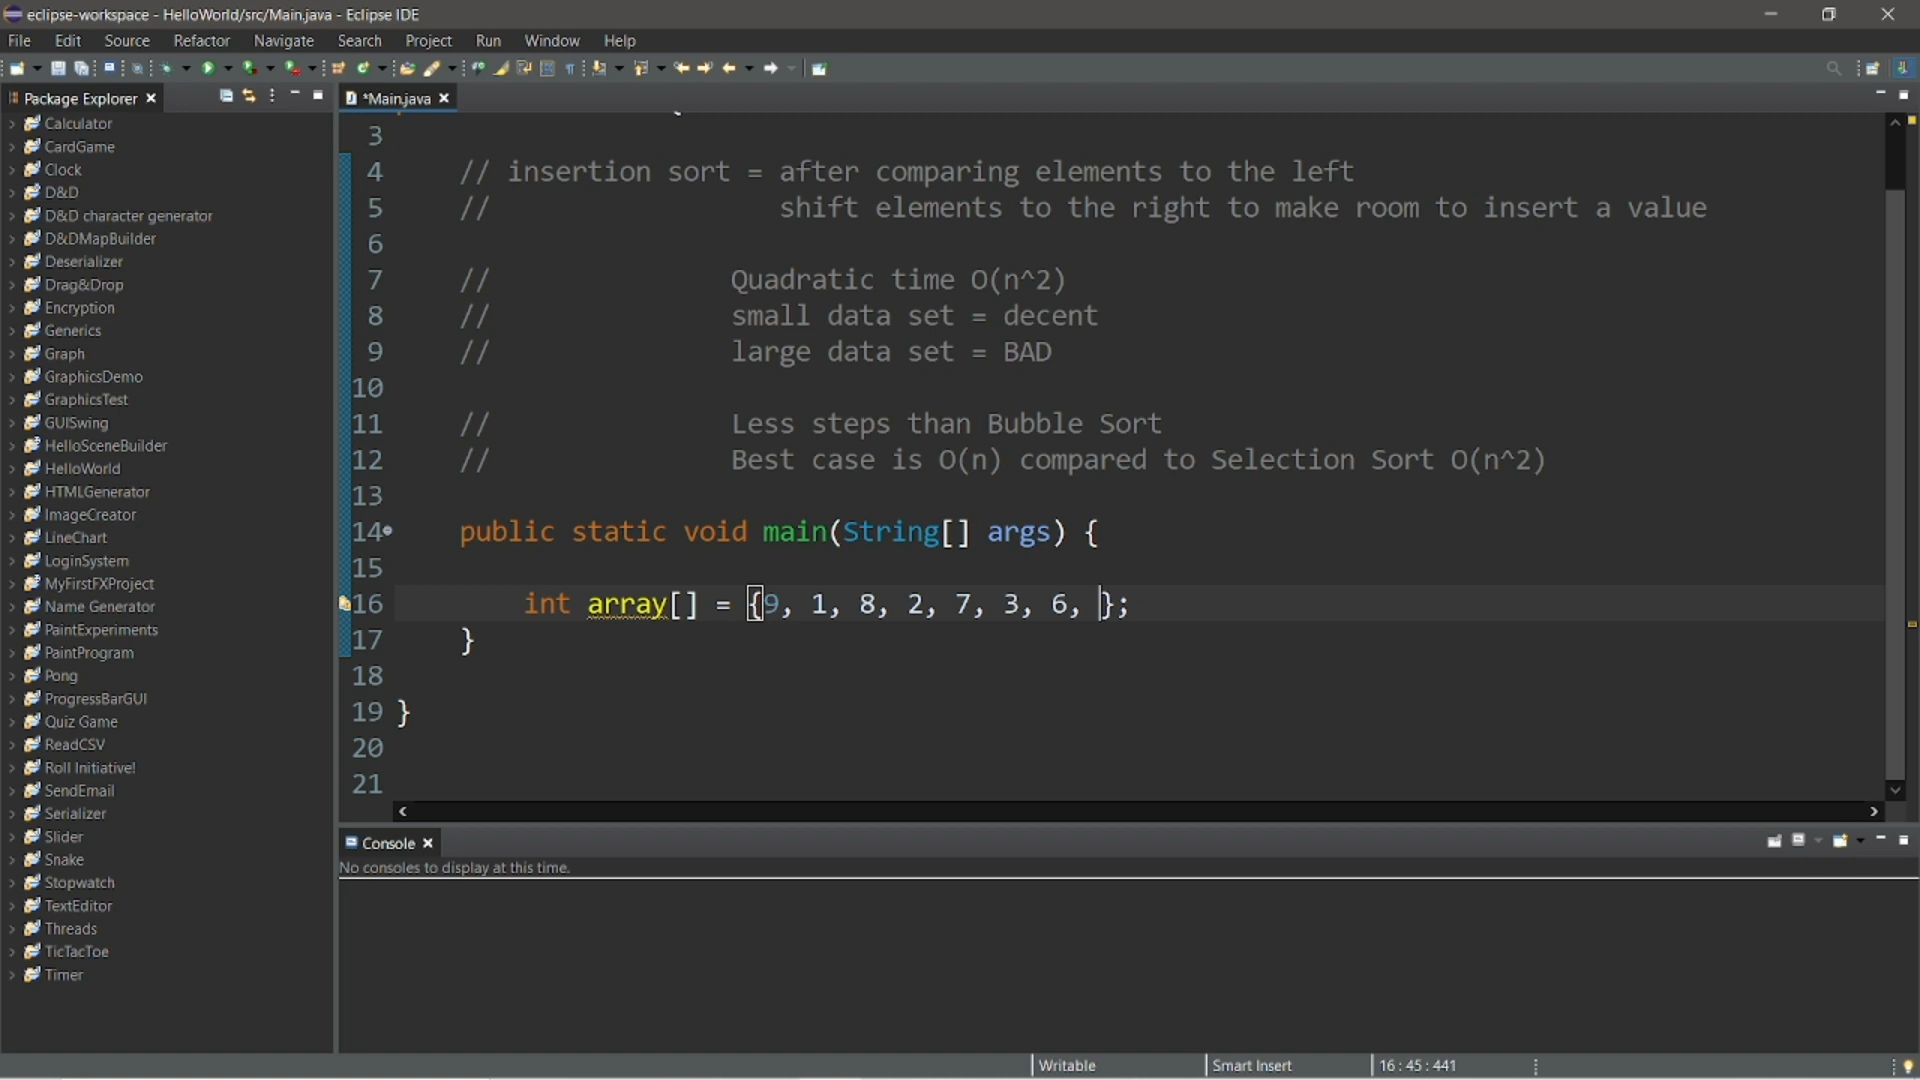 eclipse-workspace - HelloWorld/src/Main.java - Eclipse IDE
File Edit Source Refactor Navigate Search Project Run Window Help
Package Explorer
*Main.java
Calculator
CardGame
Clock
D&D
D&D character generator
D&DMapBuilder
Deserializer
Drag&Drop
Encryption
Generics
Graph
GraphicsDemo
GraphicsTest
GUISwing
HelloSceneBuilder
HelloWorld
HTMLGenerator
ImageCreator
LineChart
LoginSystem
MyFirstFXProject
Name Generator
PaintExperiments
PaintProgram
Pong
ProgressBarGUI
Quiz Game
ReadCSV
Roll Initiative!
SendEmail
Serializer
Slider
Snake
Stopwatch
TextEditor
Threads
TicTacToe
Timer
3
4 // insertion sort = after comparing elements to the left
5 // shift elements to the right to make room to insert a value
6
7 // Quadratic time O(n^2)
8 // small data set = decent
9 // large data set = BAD
10
11 // Less steps than Bubble Sort
12 // Best case is O(n) compared to Selection Sort O(n^2)
13
14 public static void main(String[] args) {
15
16 int array[] = {9, 1, 8, 2, 7, 3, 6, };
17 }
18
19 }
20
21
Console
No consoles to display at this time.
Writable Smart Insert 16 : 45 : 441